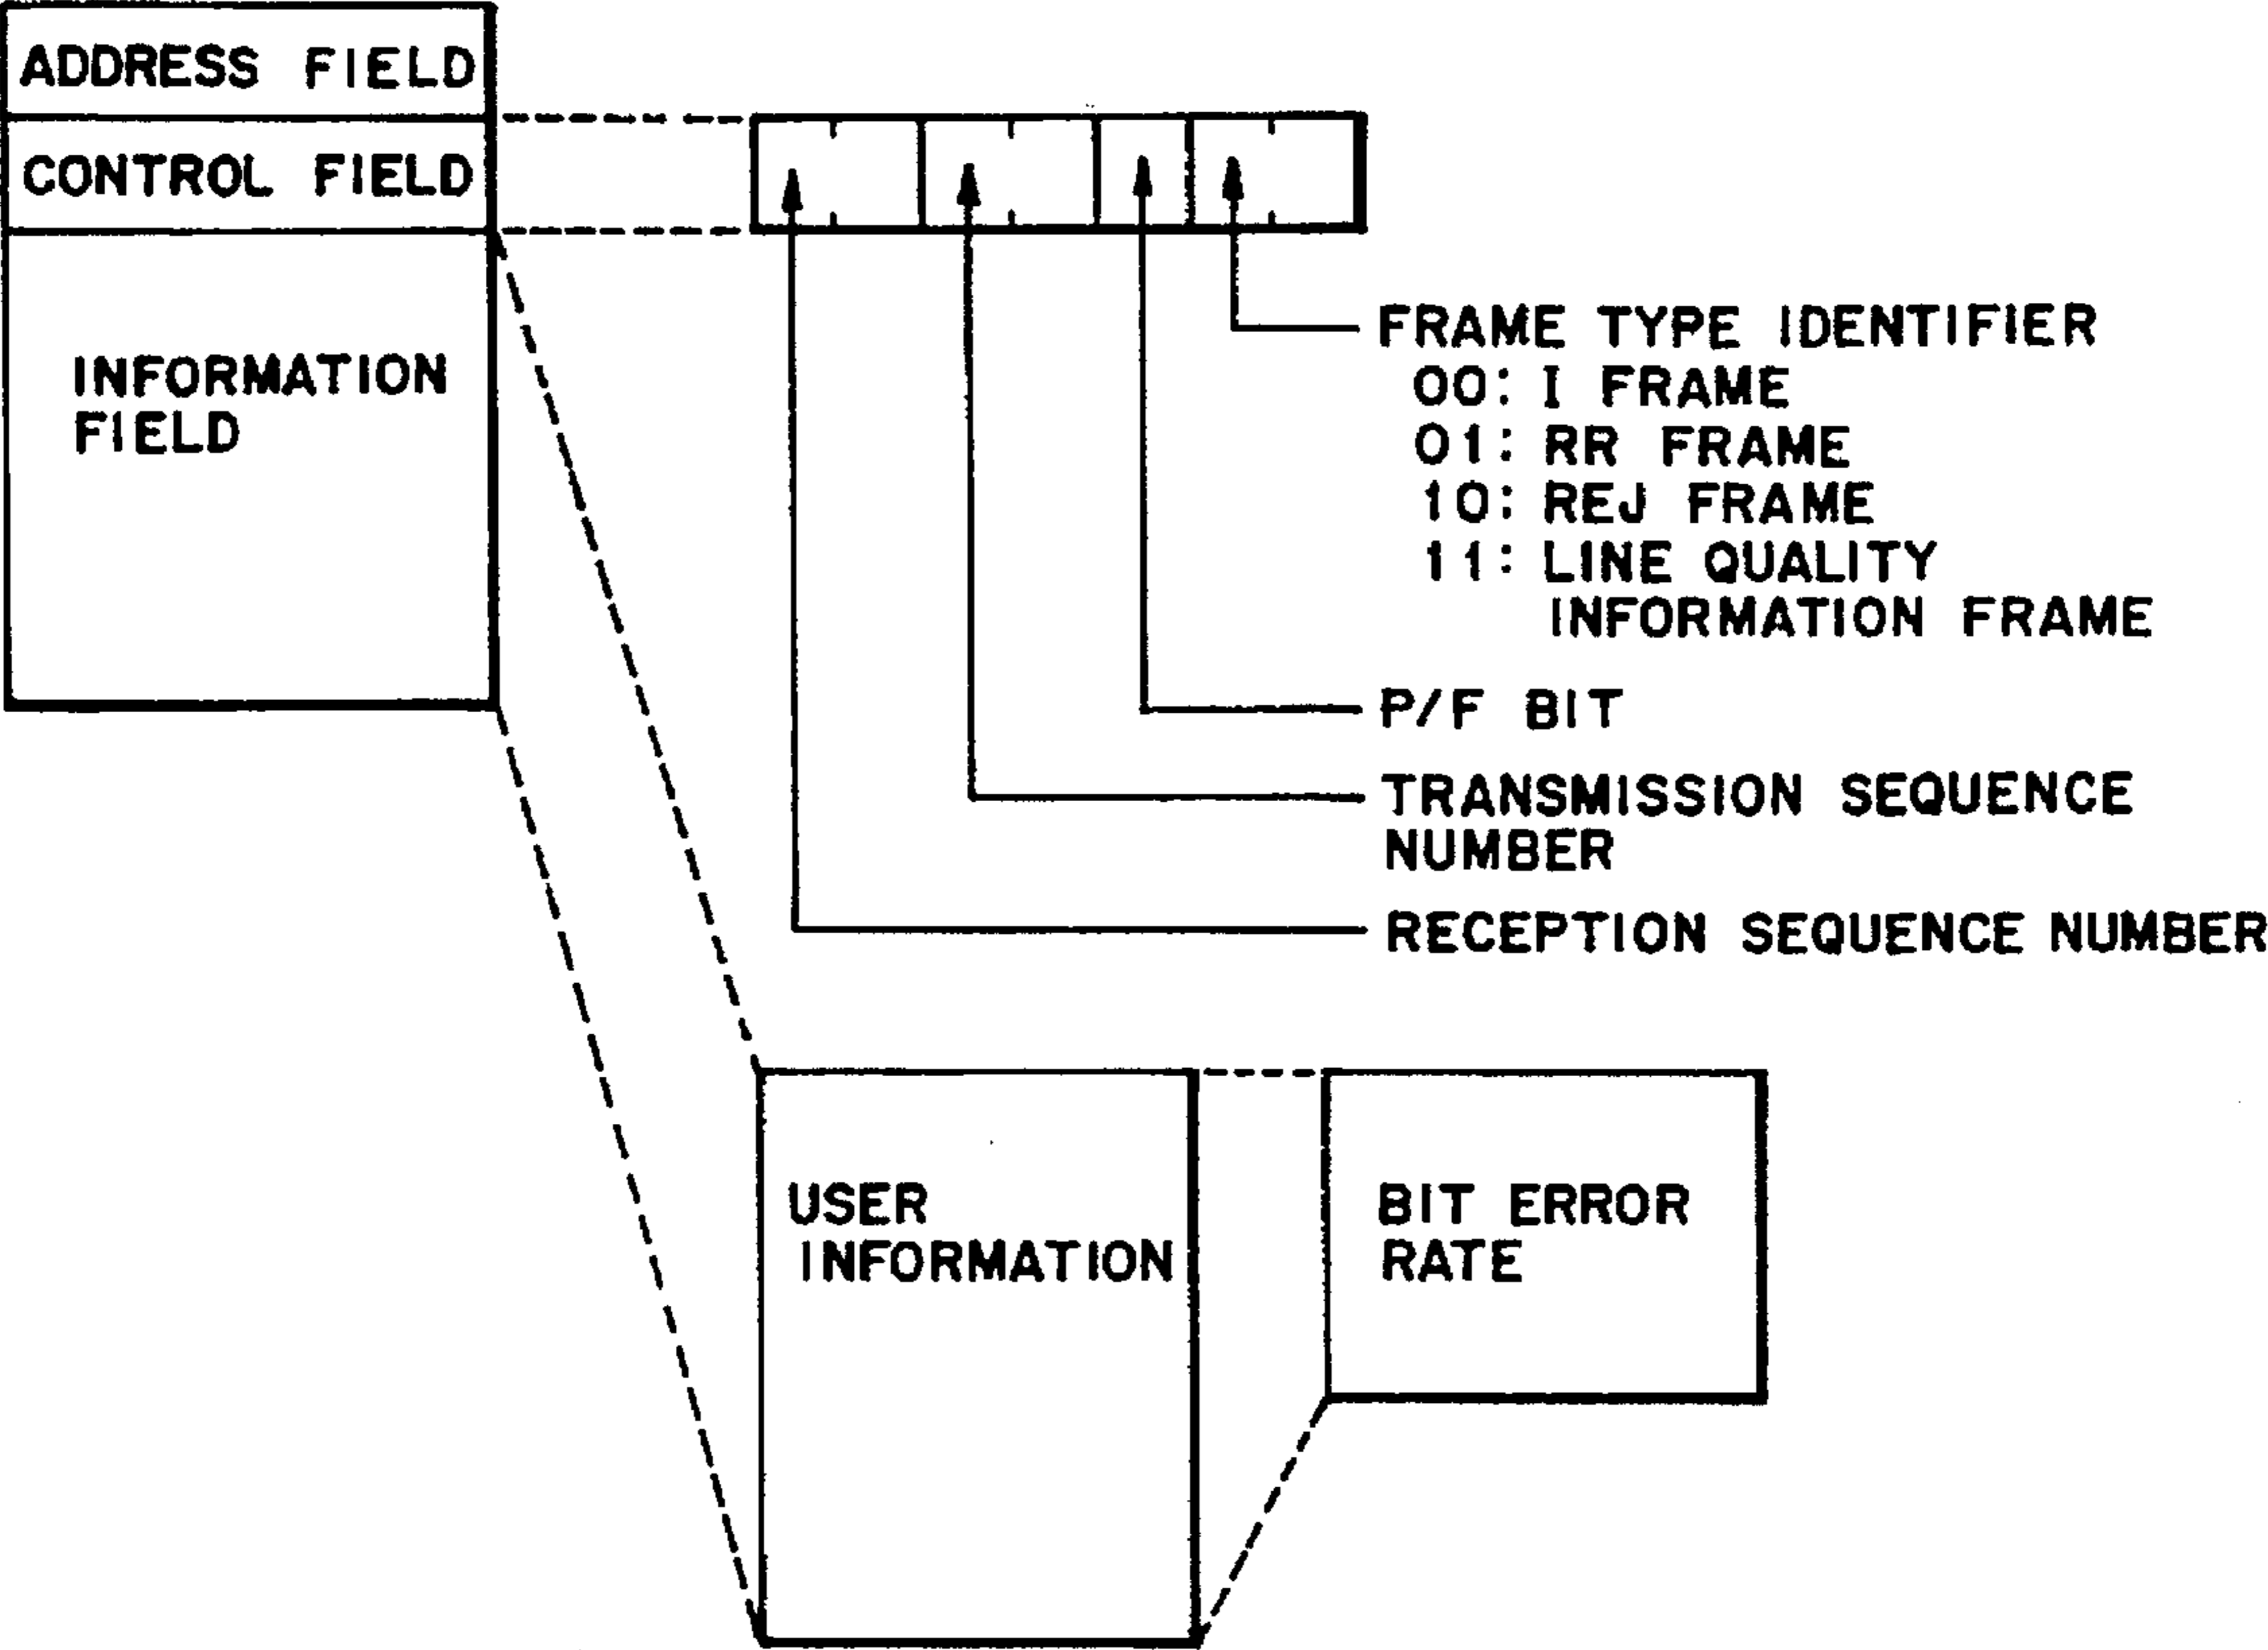 ADDRESS FIELD
CONTROL FIELD
INFORMATION
FIELD
FRAME TYPE IDENTIFIER
00: I FRAME
01: RR FRAME
10: REJ FRAME
11: LINE QUALITY
INFORMATION FRAME
P/F BIT
TRANSMISSION SEQUENCE
NUMBER
RECEPTION SEQUENCE NUMBER
USER
INFORMATION
BIT ERROR
RATE